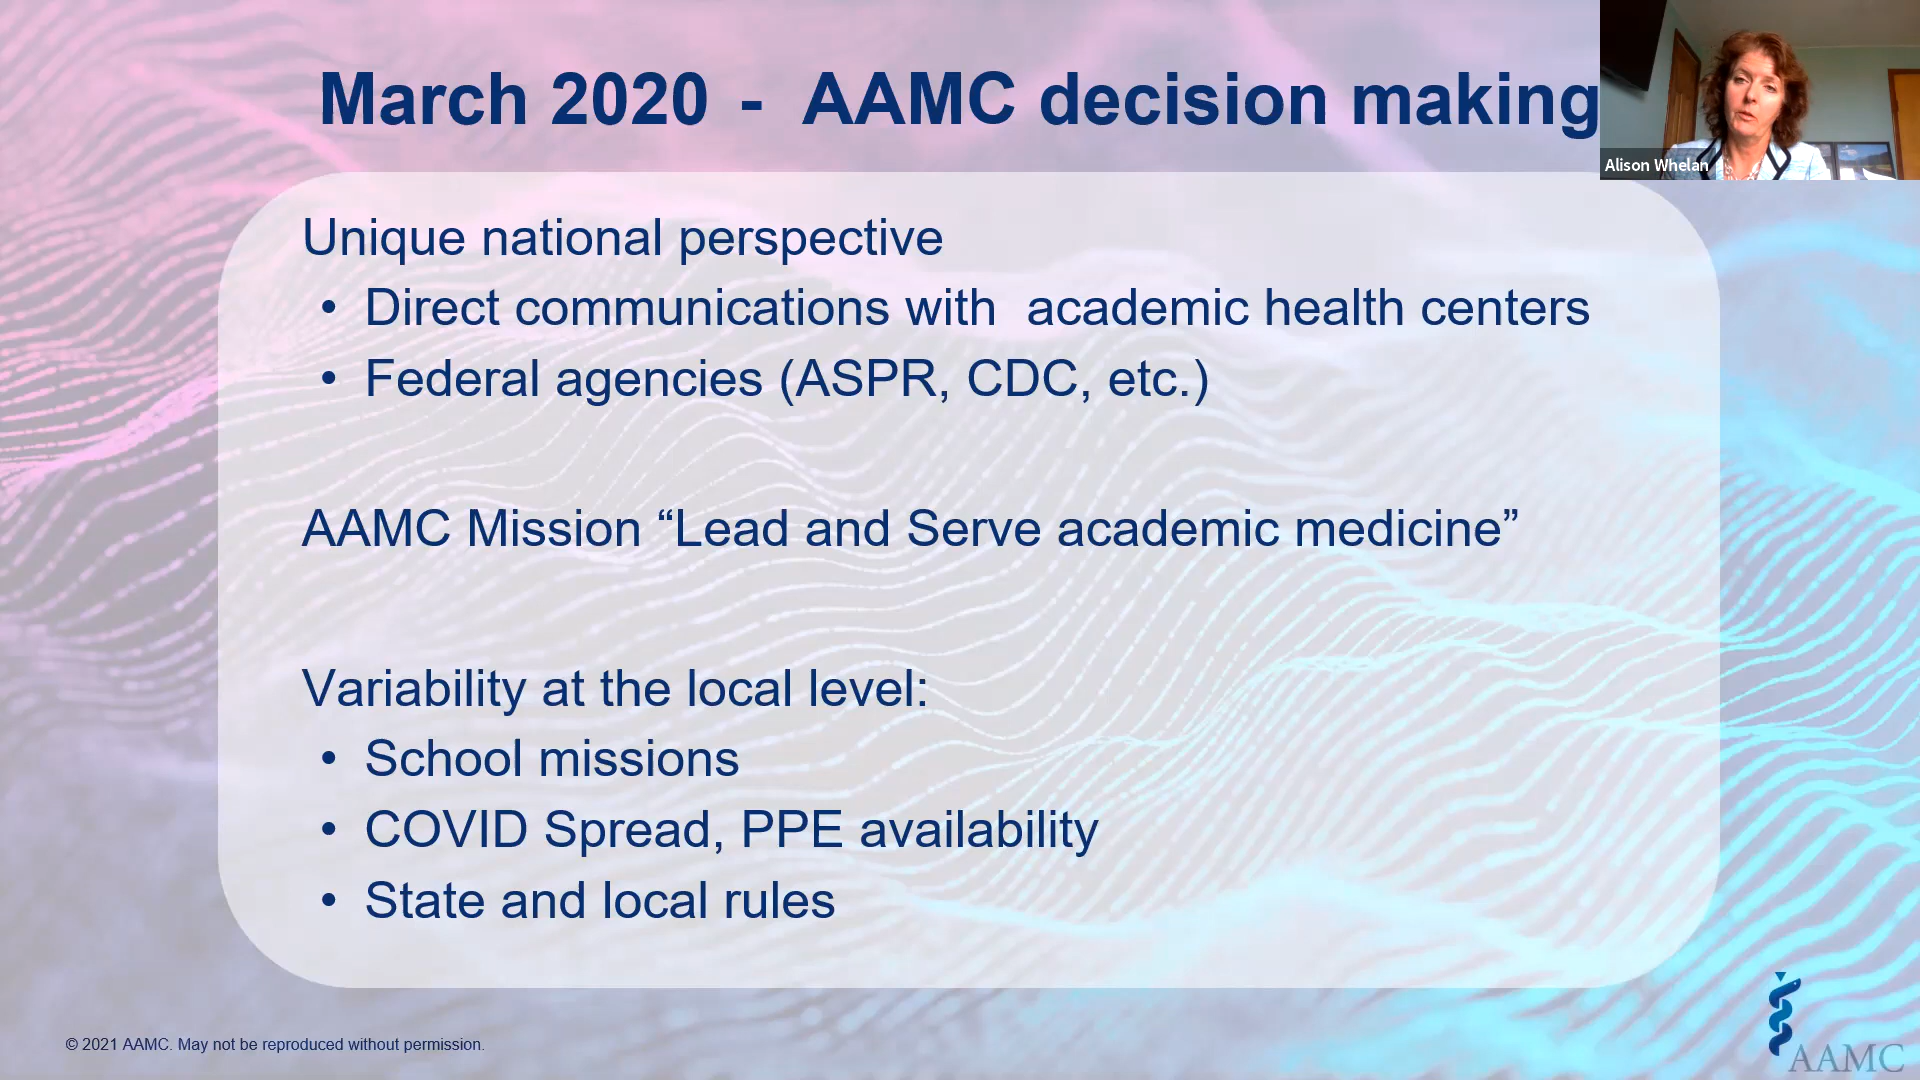 March 2020 - AAMC decision making
Alison Whelan
Unique national perspective
• Direct communications with academic health centers
• Federal agencies (ASPR, CDC, etc.)
AAMC Mission “Lead and Serve academic medicine”
Variability at the local level:
• School missions
• COVID Spread, PPE availability
• State and local rules
© 2021 AAMC. May not be reproduced without permission.
AAMC